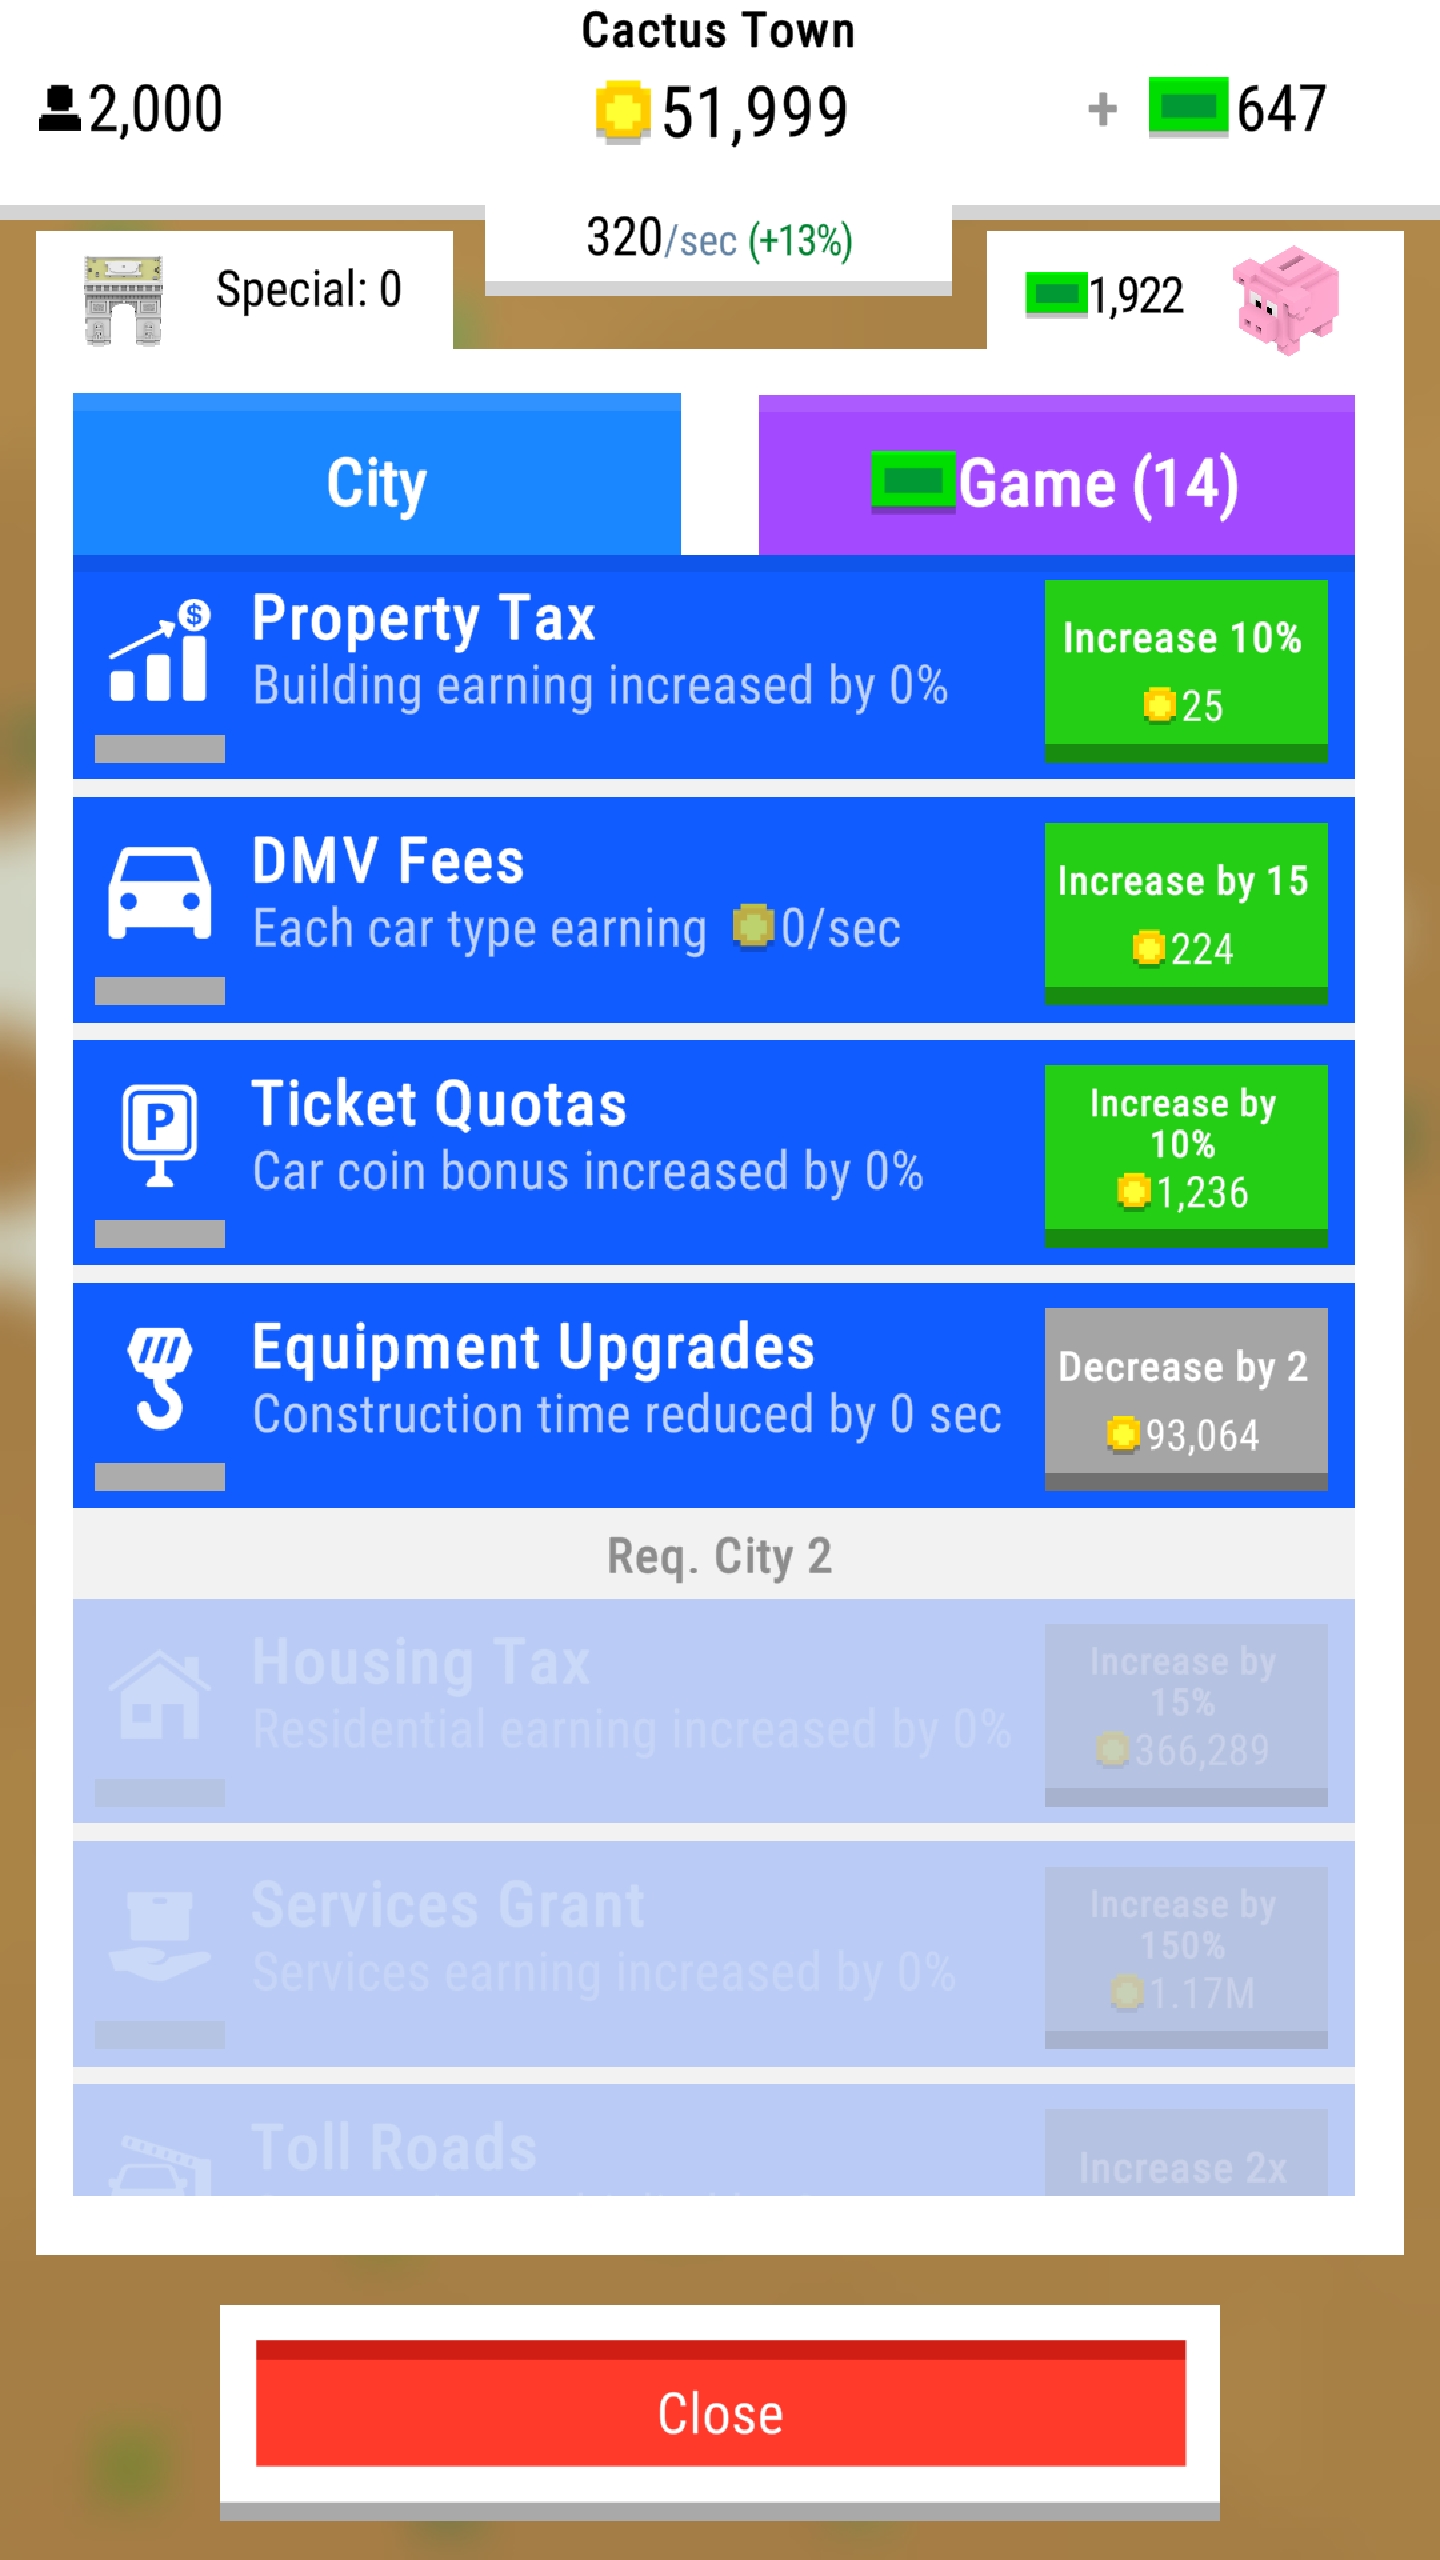 Cactus Town
2,000
51,999
+ 647
320/sec (+13%)
Special: 0
1,922
City
Game (14)
Property Tax
Building earning increased by 0%
Increase 10%
25
DMV Fees
Each car type earning 0/sec
Increase by 15
224
Ticket Quotas
Car coin bonus increased by 0%
Increase by
10%
1,236
Equipment Upgrades
Construction time reduced by 0 sec
Decrease by 2
93,064
Req. City 2
Housing Tax
Residential earning increased by 0%
Increase by
15%
366,289
Services Grant
Services earning increased by 0%
Increase by
150%
1.17M
Toll Roads
Increase 2x
Close